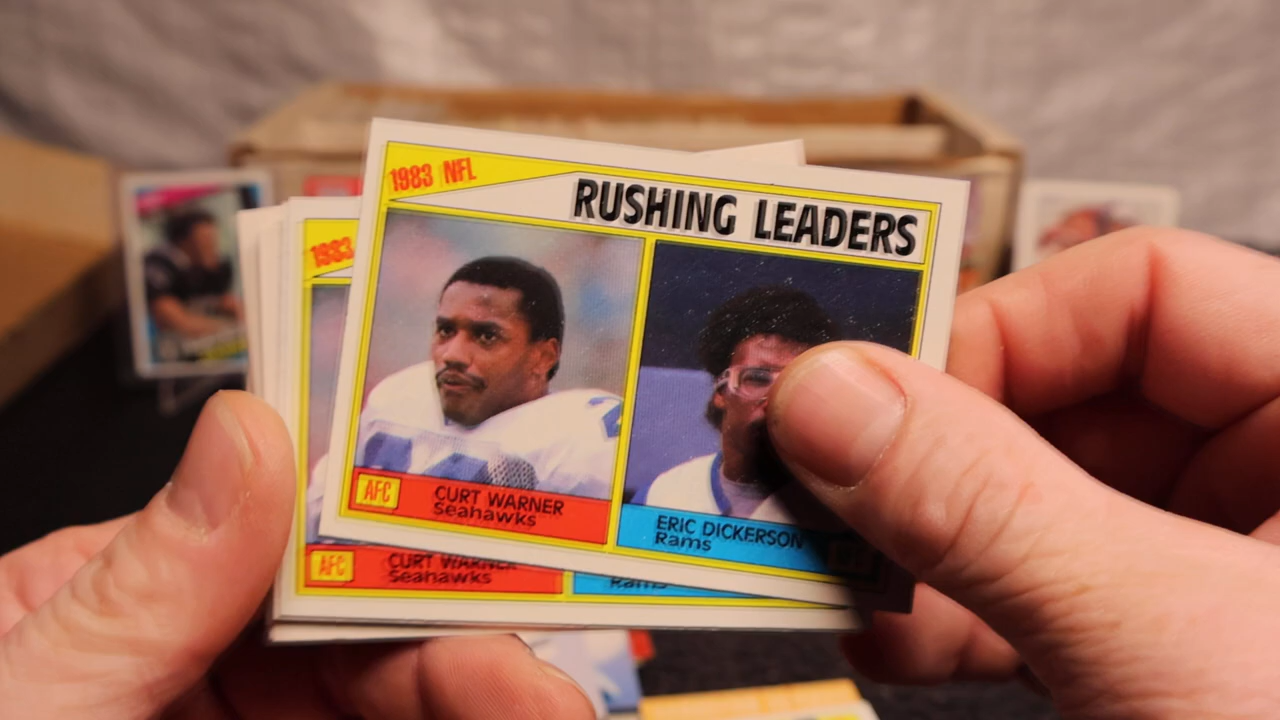 1983 NFL
RUSHING LEADERS
AFC
CURT WARNER
Seahawks
ERIC DICKERSON
Rams
1983
AFC
CURT WARNER
Seahawks
Rams